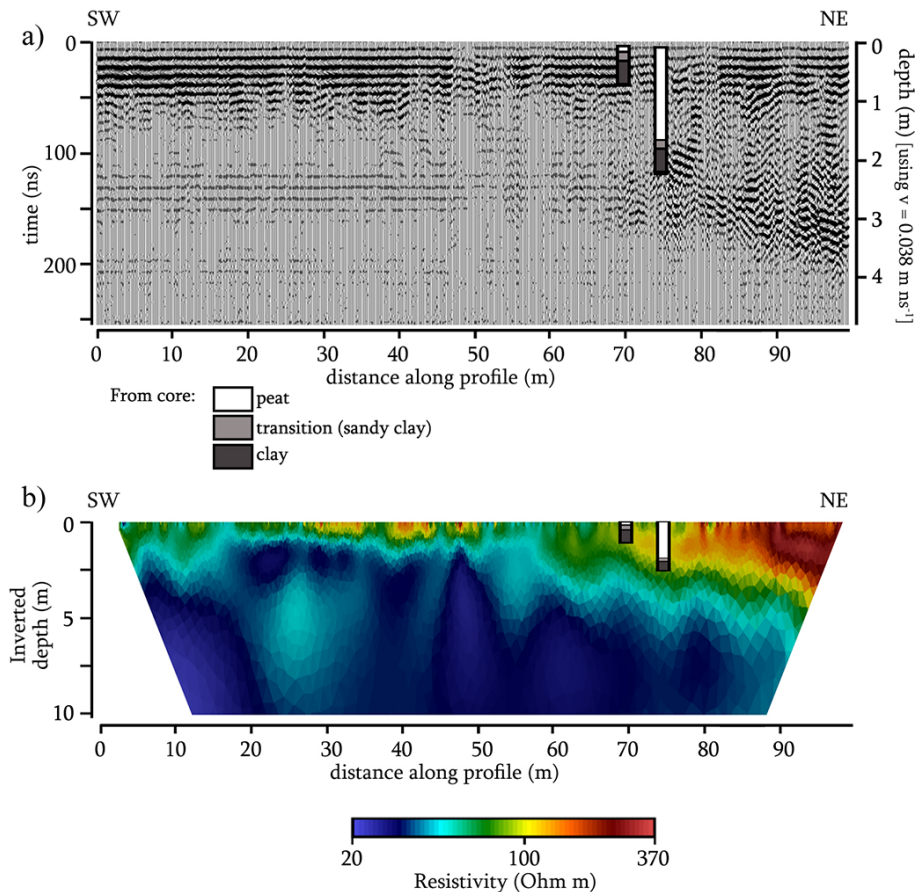 SW NE
a)
0 0
1
100
2
3
200
4
time (ns)
depth (m) [using v = 0.038 m ns⁻¹]
0 10 20 30 40 50 60 70 80 90
distance along profile (m)
From core:
peat
transition (sandy clay)
clay
b)
SW NE
0
5
10
Inverted
depth (m)
0 10 20 30 40 50 60 70 80 90
distance along profile (m)
20 100 370
Resistivity (Ohm m)